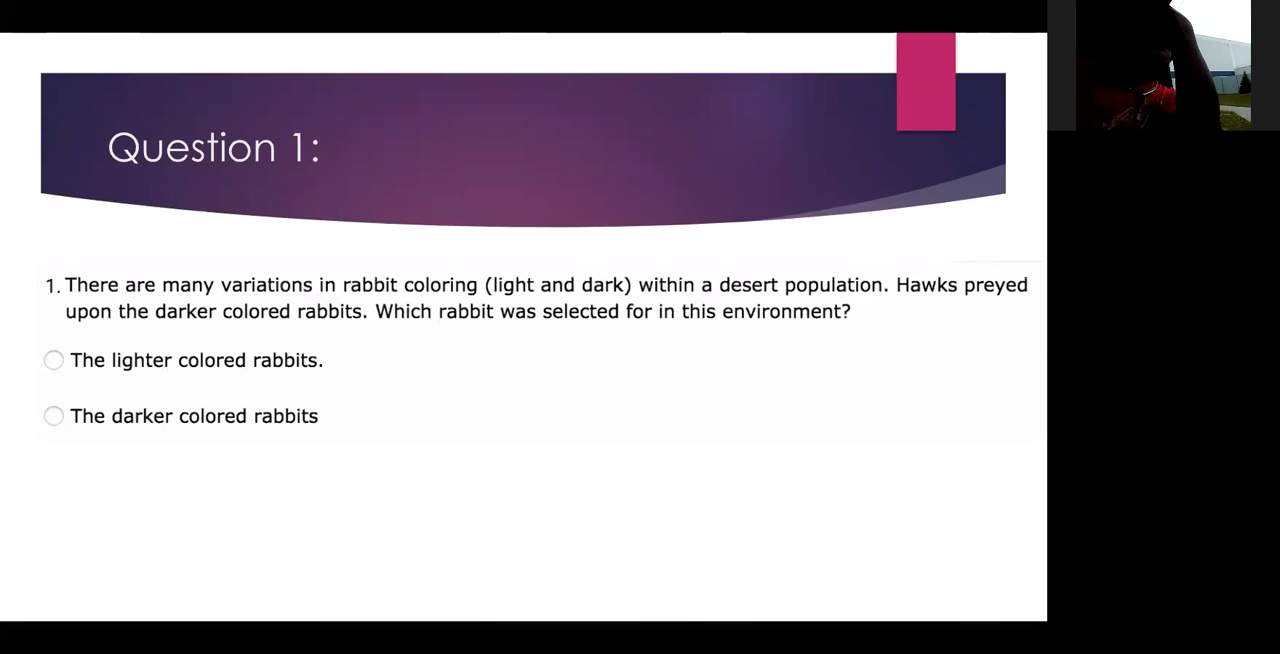 Question 1:
1. There are many variations in rabbit coloring (light and dark) within a desert population. Hawks preyed
upon the darker colored rabbits. Which rabbit was selected for in this environment?
The lighter colored rabbits.
The darker colored rabbits